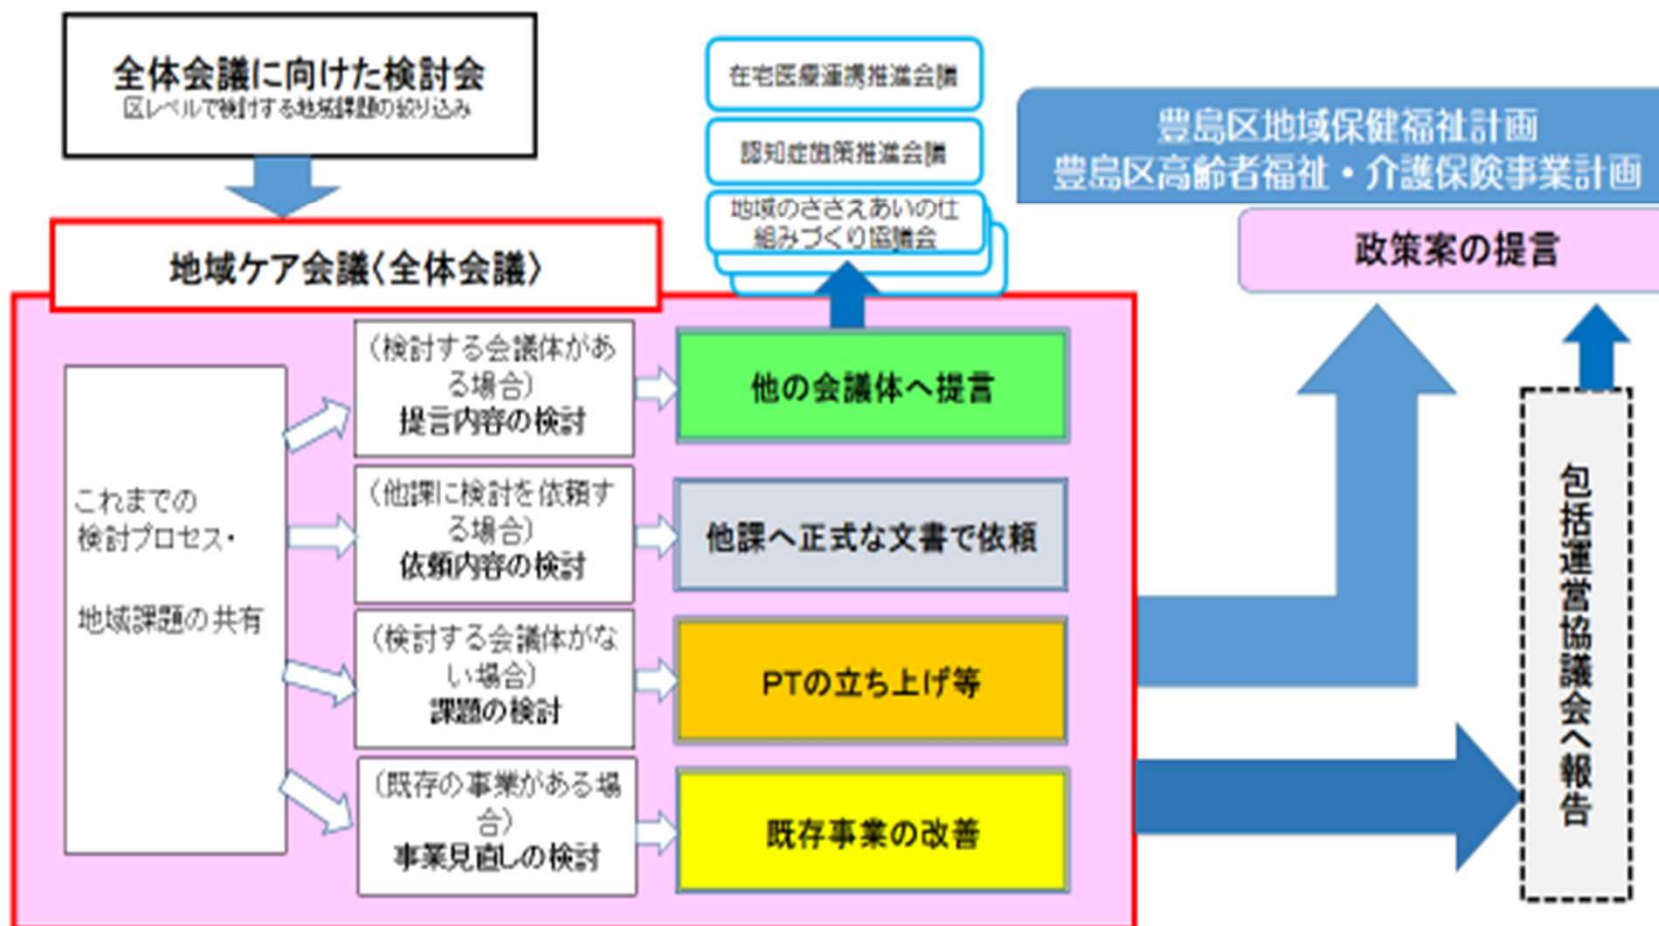 全体会議に向けた検討会
区レベルで検討する地域課題の絞り込み
地域ケア会議〈全体会議〉
これまでの
検討プロセス・
地域課題の共有
（検討する会議体があ
る場合）
提言内容の検討
（他課に検討を依頼す
る場合）
依頼内容の検討
（検討する会議体がな
い場合）
課題の検討
（既存の事業がある場
合）
事業見直しの検討
他の会議体へ提言
他課へ正式な文書で依頼
PTの立ち上げ等
既存事業の改善
在宅医療連携推進会議
認知症施策推進会議
地域のささえあいの仕
組みづくり協議会
豊島区地域保健福祉計画
豊島区高齢者福祉・介護保険事業計画
政策案の提言
包括運営協議会へ報告